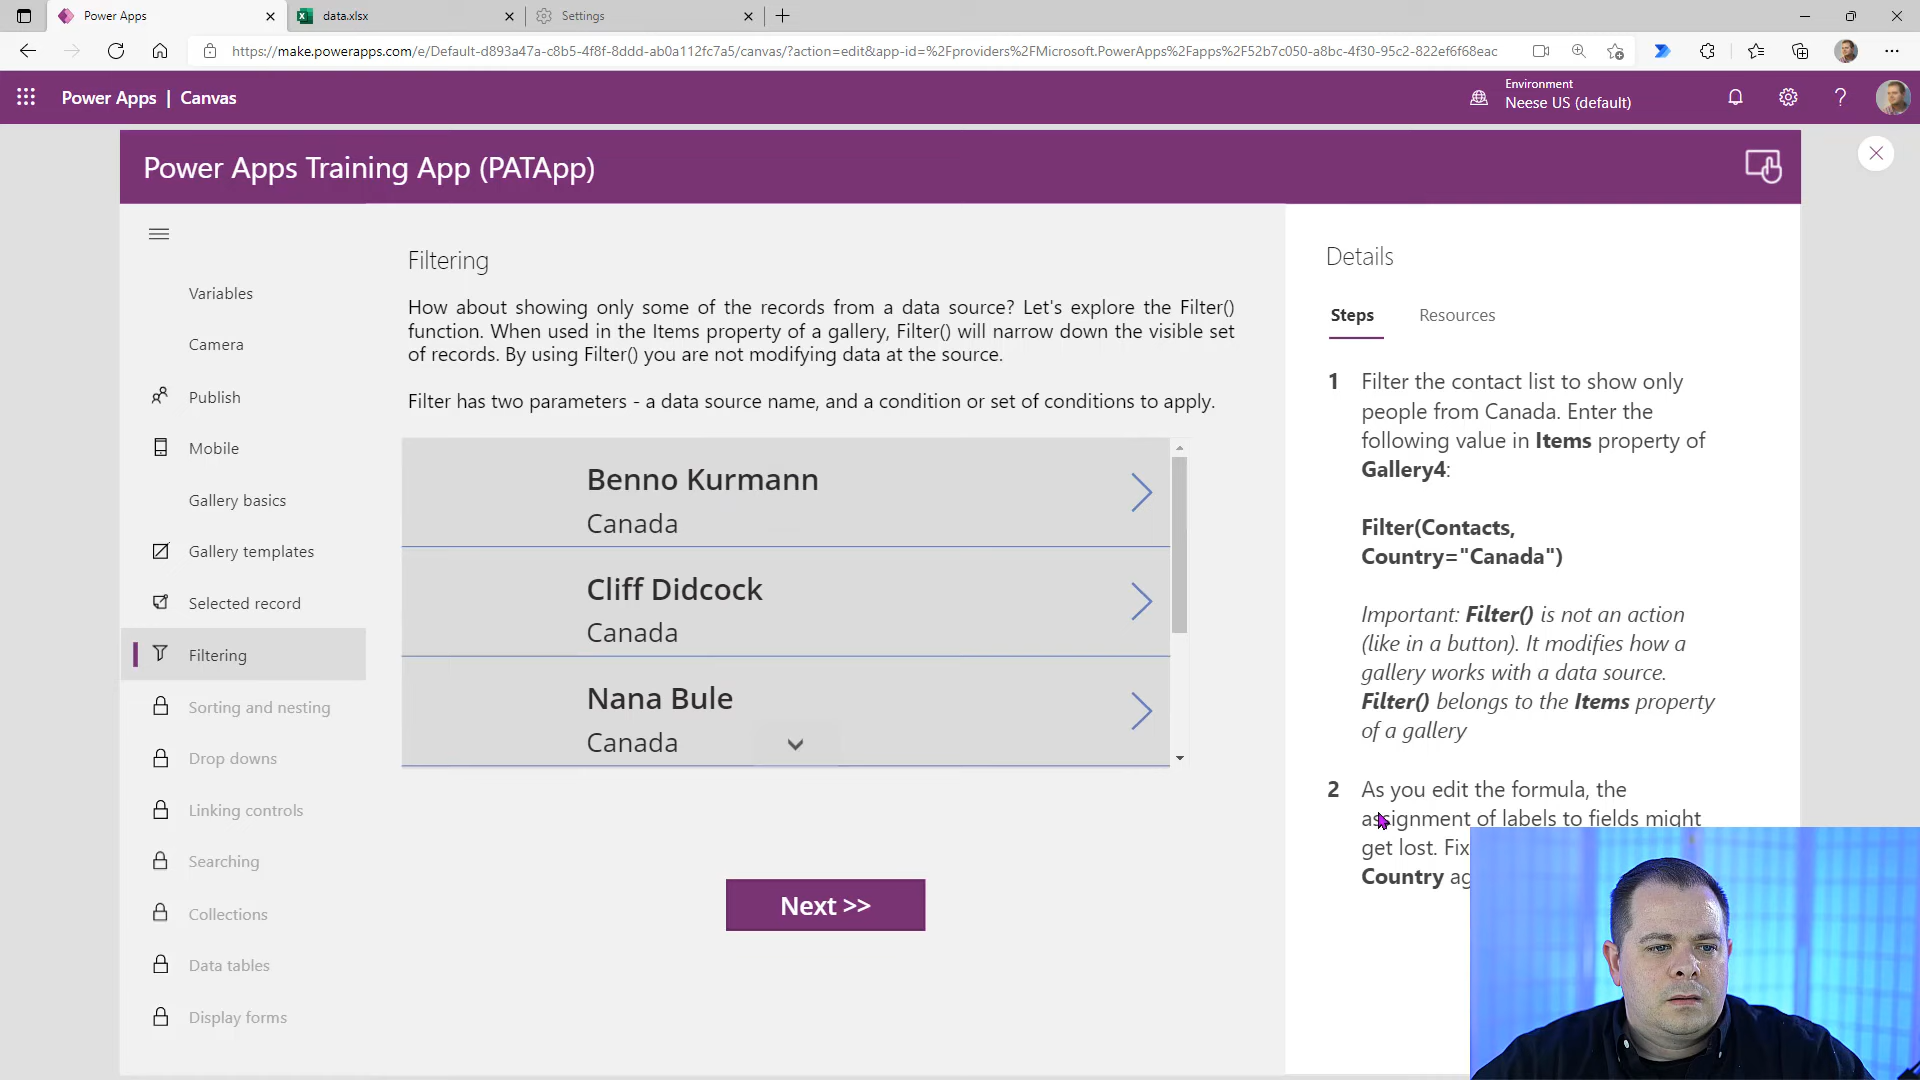 Power Apps
data.xlsx
Settings
https://make.powerapps.com/e/Default-d893a47a-c8b5-4f8f-8ddd-ab0a112fc7a5/canvas/?action=edit&app-id=%2Fproviders%2FMicrosoft.PowerApps%2Fapps%2F52b7c050-a8bc-4f30-95c2-822ef6f68eac
Power Apps | Canvas
Environment
Neese US (default)
Power Apps Training App (PATApp)
Variables
Camera
Publish
Mobile
Gallery basics
Gallery templates
Selected record
Filtering
Sorting and nesting
Drop downs
Linking controls
Searching
Collections
Data tables
Display forms
Filtering
How about showing only some of the records from a data source? Let's explore the Filter()
function. When used in the Items property of a gallery, Filter() will narrow down the visible set
of records. By using Filter() you are not modifying data at the source.
Filter has two parameters - a data source name, and a condition or set of conditions to apply.
Benno Kurmann
Canada
Cliff Didcock
Canada
Nana Bule
Canada
Next >>
Details
Steps
Resources
1 Filter the contact list to show only
people from Canada. Enter the
following value in Items property of
Gallery4:
Filter(Contacts,
Country="Canada")
Important: Filter() is not an action
(like in a button). It modifies how a
gallery works with a data source.
Filter() belongs to the Items property
of a gallery
2 As you edit the formula, the
assignment of labels to fields might
get lost. Fix
Country ag